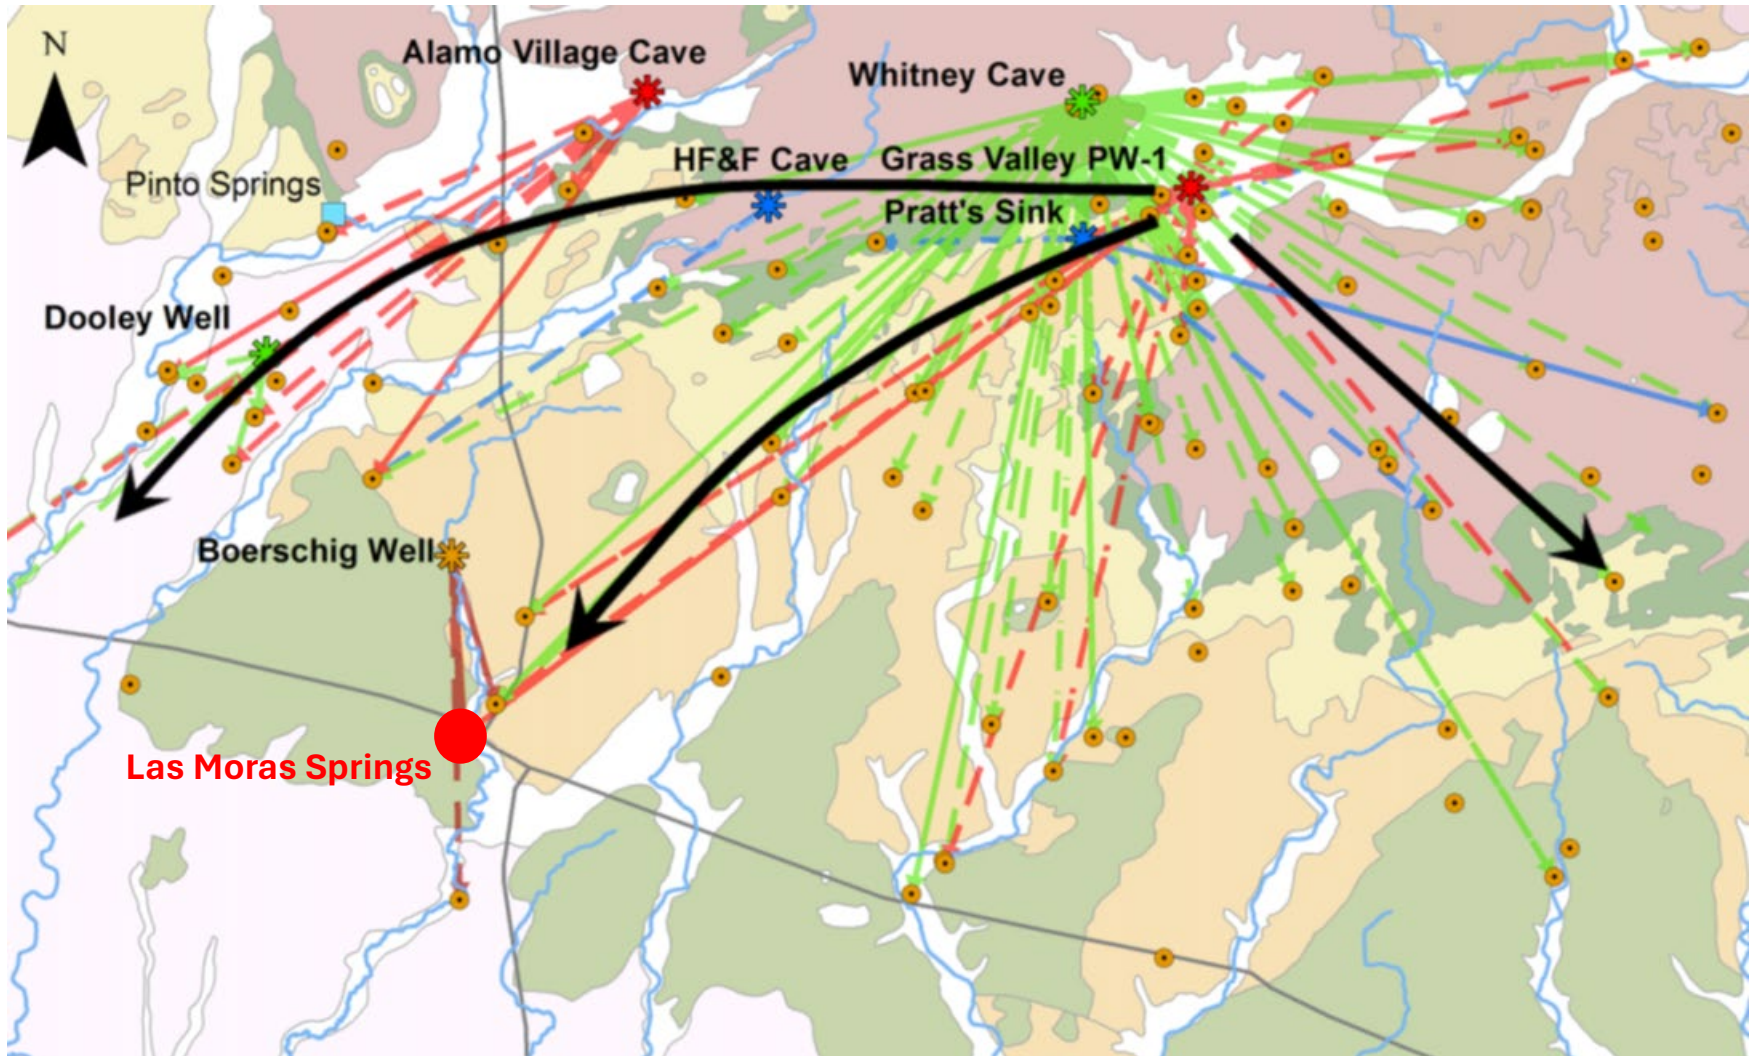 N
Alamo Village Cave
Whitney Cave
HF&F Cave
Grass Valley PW-1
Pinto Springs
Pratt's Sink
Dooley Well
Boerschig Well
Las Moras Springs